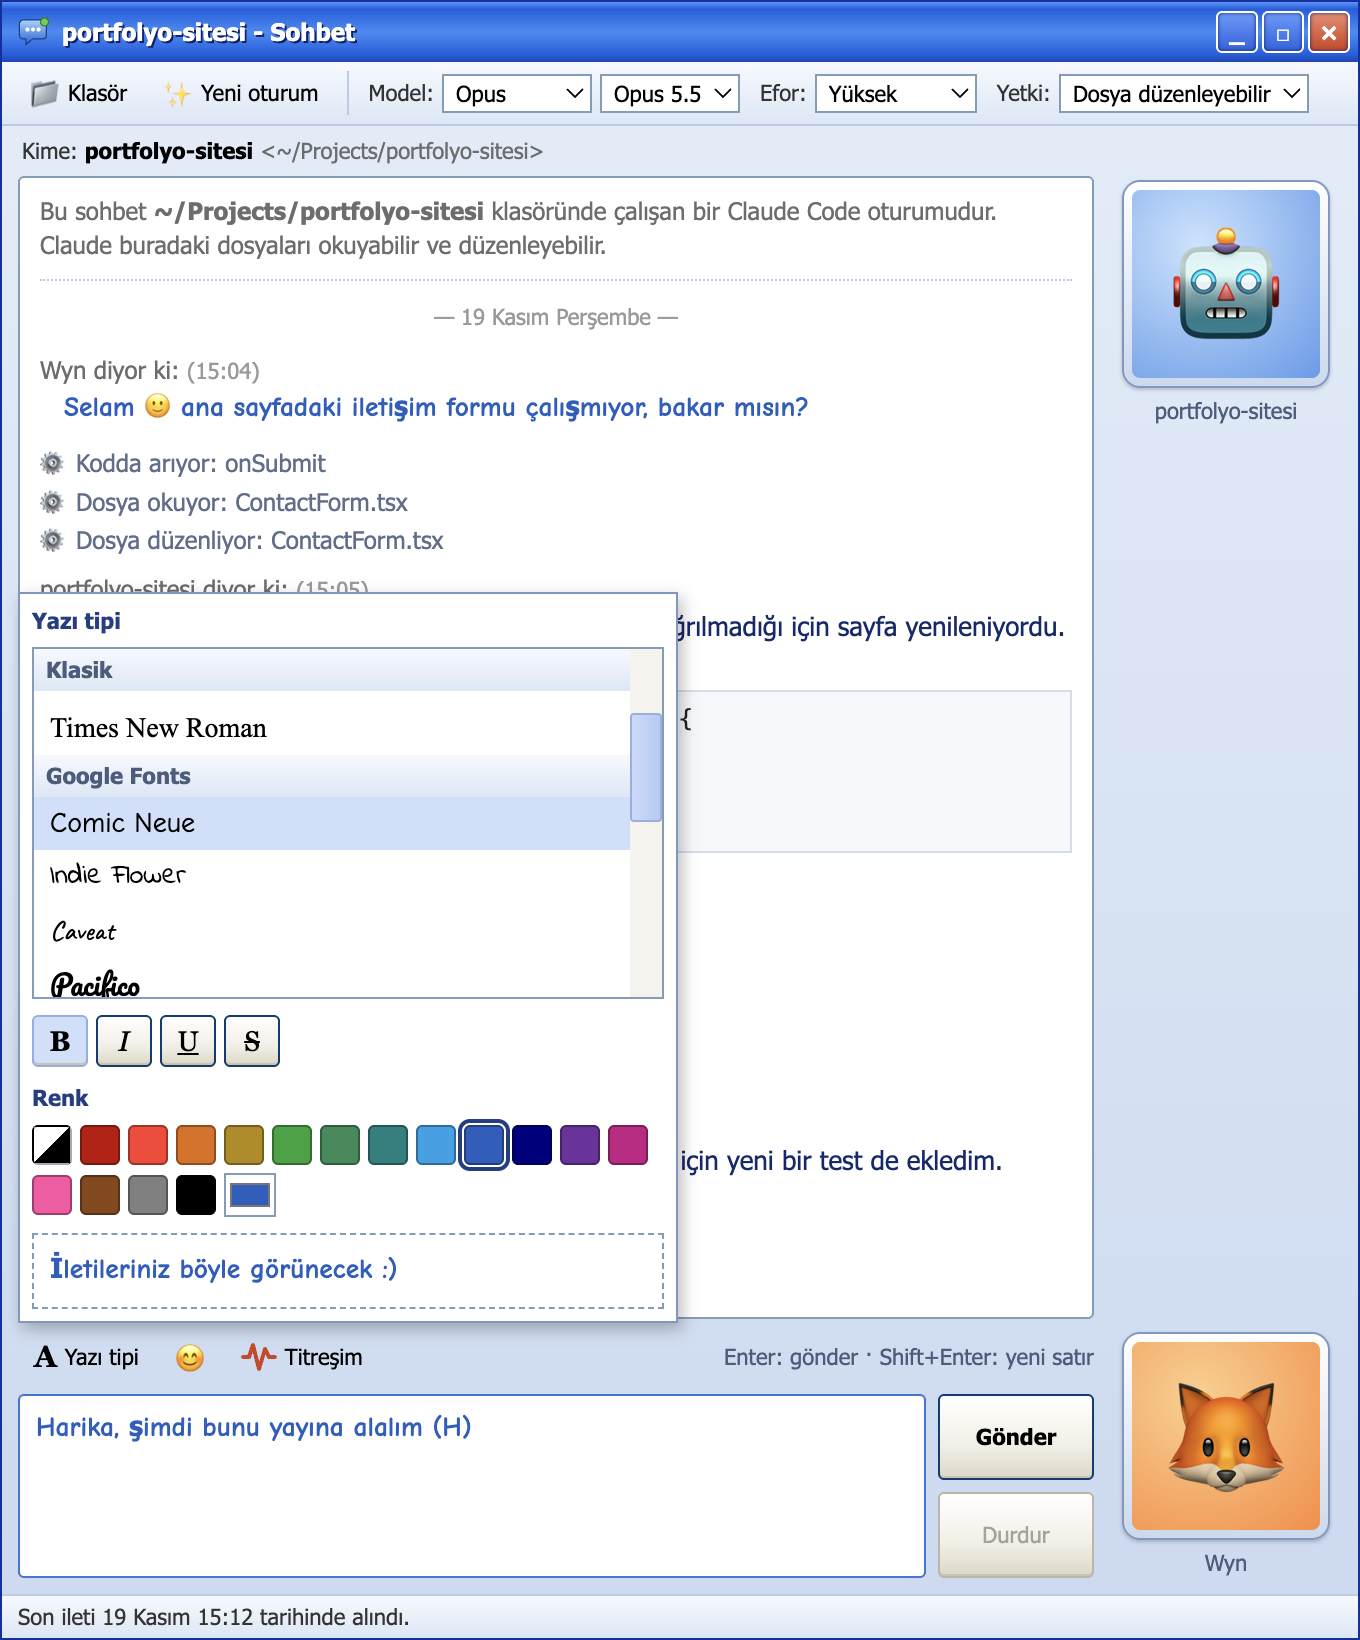 portfolyo-sitesi - Sohbet
Klasör Yeni oturum Model: Opus Opus 5.5 Efor: Yüksek Yetki: Dosya düzenleyebilir
Kime: portfolyo-sitesi <~/Projects/portfolyo-sitesi>
Bu sohbet ~/Projects/portfolyo-sitesi klasöründe çalışan bir Claude Code oturumudur.
Claude buradaki dosyaları okuyabilir ve düzenleyebilir.
— 19 Kasım Perşembe —
Wyn diyor ki: (15:04)
Selam 🙂 ana sayfadaki iletişim formu çalışmıyor, bakar mısın?
Kodda arıyor: onSubmit
Dosya okuyor: ContactForm.tsx
Dosya düzenliyor: ContactForm.tsx
portfolyo-sitesi diyor ki: (15:05)
ğrılmadığı için sayfa yenileniyordu.
{
için yeni bir test de ekledim.
portfolyo-sitesi
Yazı tipi
Klasik
Times New Roman
Google Fonts
Comic Neue
Indie Flower
Caveat
Pacifico
B I U S
Renk
İletileriniz böyle görünecek :)
A Yazı tipi 😊 Titreşim Enter: gönder · Shift+Enter: yeni satır
Harika, şimdi bunu yayına alalım (H)
Gönder
Durdur
Wyn
Son ileti 19 Kasım 15:12 tarihinde alındı.